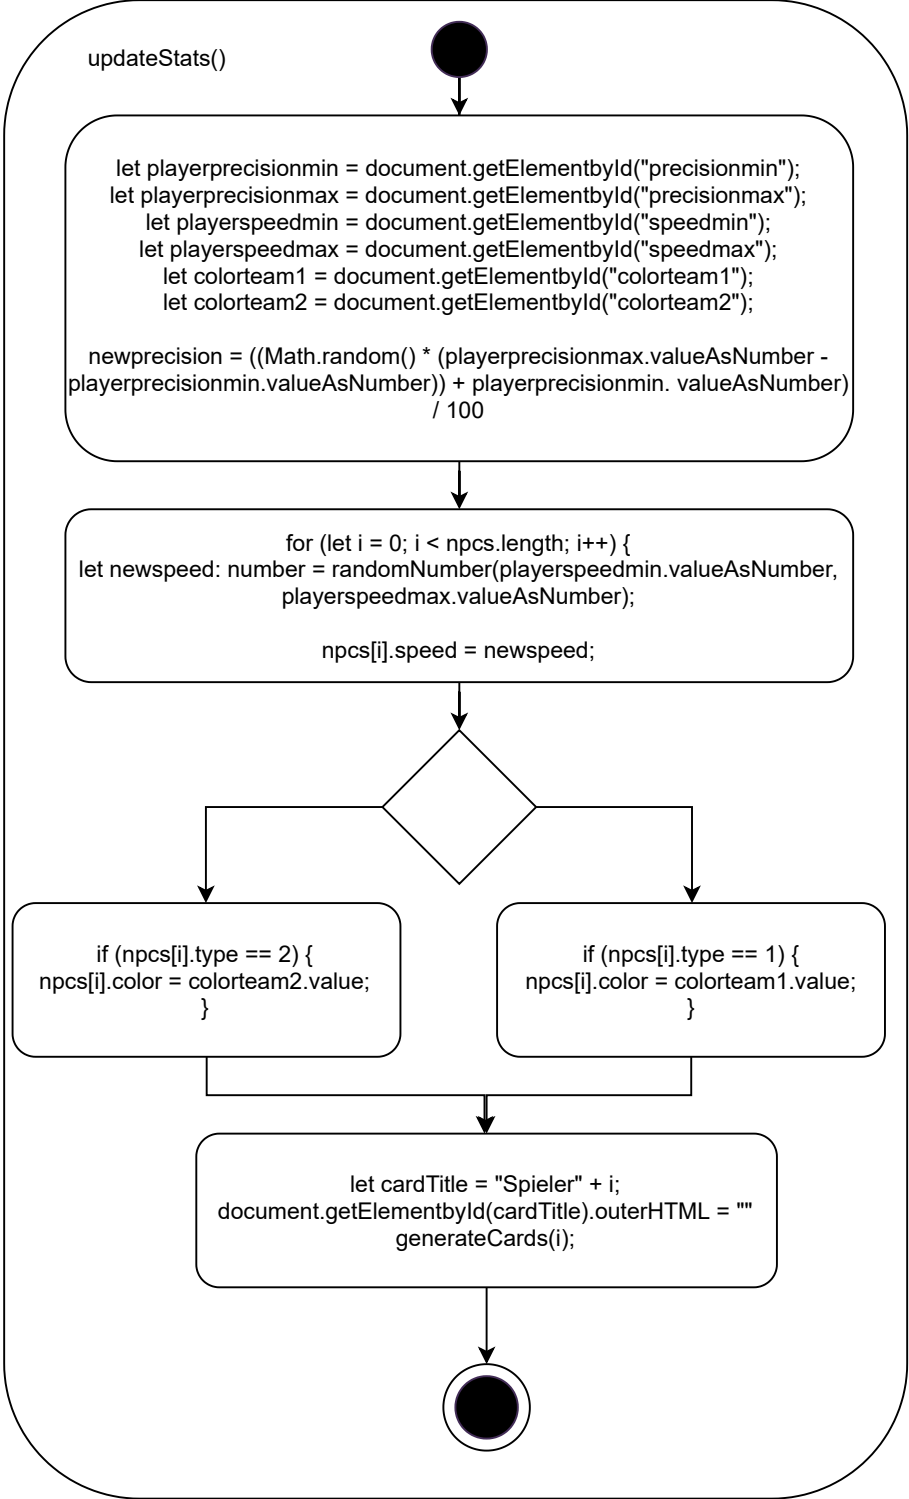 updateStats()
let playerprecisionmin = document.getElementbyId("precisionmin");
let playerprecisionmax = document.getElementbyId("precisionmax");
let playerspeedmin = document.getElementbyId("speedmin");
let playerspeedmax = document.getElementbyId("speedmax");
let colorteam1 = document.getElementbyId("colorteam1");
let colorteam2 = document.getElementbyId("colorteam2");
newprecision = ((Math.random() * (playerprecisionmax.valueAsNumber -
playerprecisionmin.valueAsNumber)) + playerprecisionmin. valueAsNumber)
/ 100
for (let i = 0; i < npcs.length; i++) {
let newspeed: number = randomNumber(playerspeedmin.valueAsNumber,
playerspeedmax.valueAsNumber);
npcs[i].speed = newspeed;
if (npcs[i].type == 2) {
npcs[i].color = colorteam2.value;
}
if (npcs[i].type == 1) {
npcs[i].color = colorteam1.value;
}
let cardTitle = "Spieler" + i;
document.getElementbyId(cardTitle).outerHTML = ""
generateCards(i);